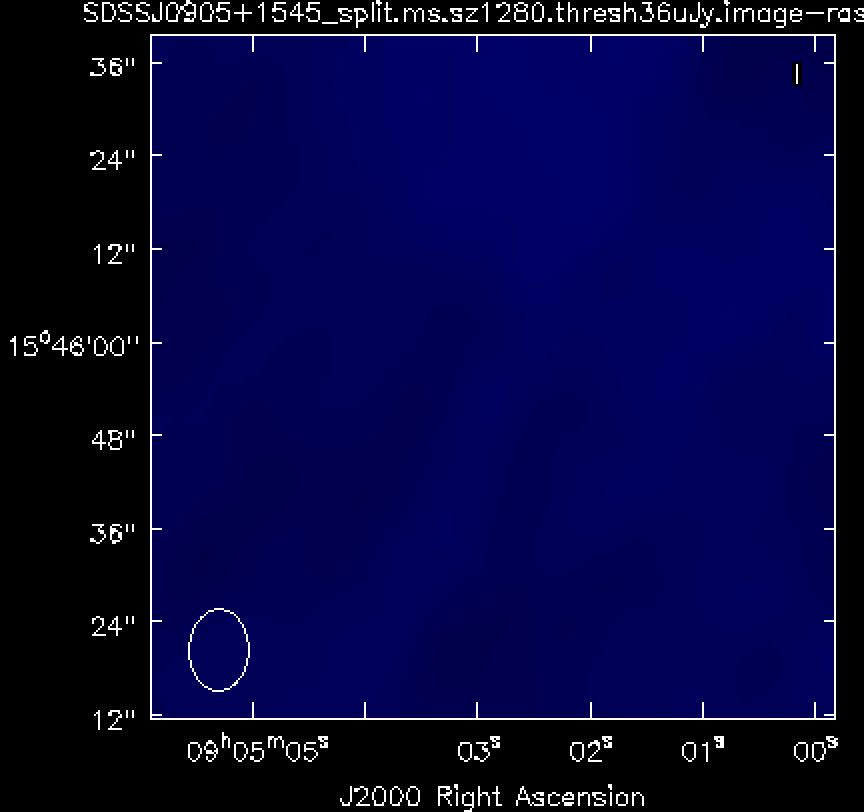 SDSSJ0905+1545_split.ms.sz1280.thresh36uJy.image-ras
I
36"
24"
12"
15°46'00"
48"
36"
24"
12"
09ʰ05ᵐ05ˢ 03ˢ 02ˢ 01ˢ 00ˢ
J2000 Right Ascension